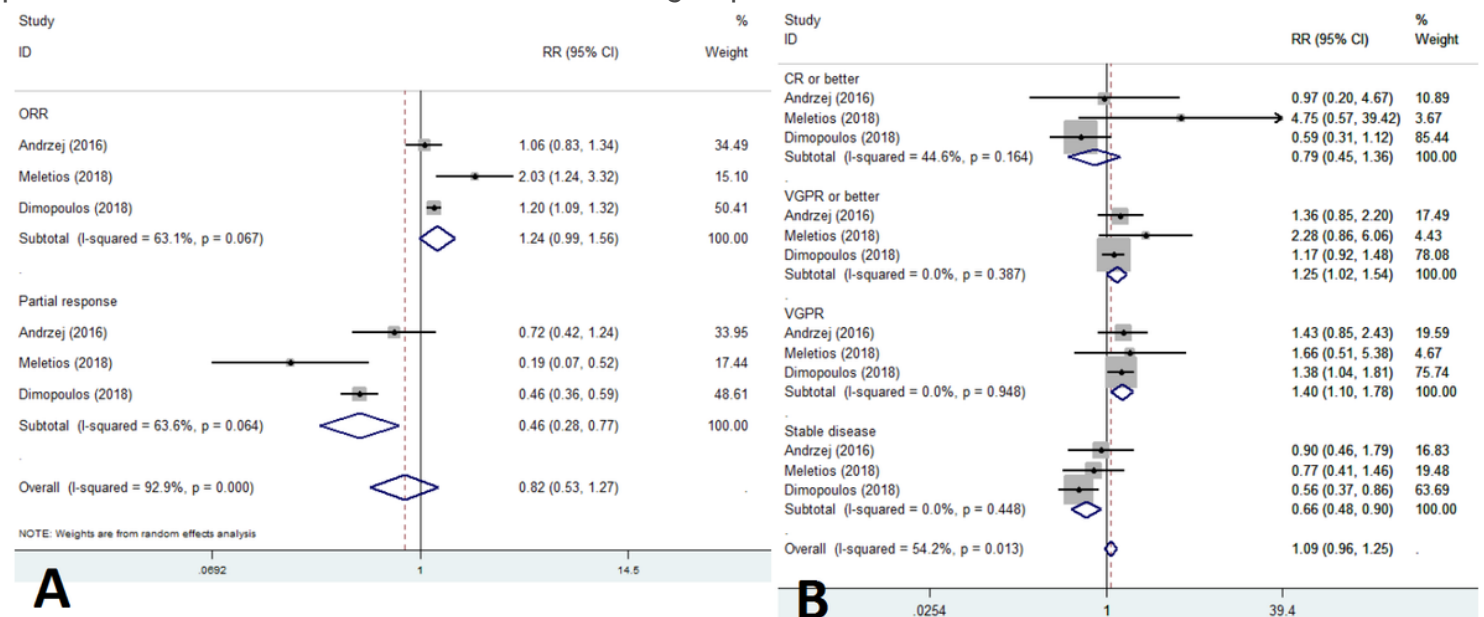 Study %
ID RR (95% CI) Weight
ORR
Andrzej (2016) 1.06 (0.83, 1.34) 34.49
Meletios (2018) 2.03 (1.24, 3.32) 15.10
Dimopoulos (2018) 1.20 (1.09, 1.32) 50.41
Subtotal (I-squared = 63.1%, p = 0.067) 1.24 (0.99, 1.56) 100.00
.
Partial response
Andrzej (2016) 0.72 (0.42, 1.24) 33.95
Meletios (2018) 0.19 (0.07, 0.52) 17.44
Dimopoulos (2018) 0.46 (0.36, 0.59) 48.61
Subtotal (I-squared = 63.6%, p = 0.064) 0.46 (0.28, 0.77) 100.00
.
Overall (I-squared = 92.9%, p = 0.000) 0.82 (0.53, 1.27) .
NOTE: Weights are from random effects analysis
.0692 1 14.5
A
Study %
ID RR (95% CI) Weight
CR or better
Andrzej (2016) 0.97 (0.20, 4.67) 10.89
Meletios (2018) 4.75 (0.57, 39.42) 3.67
Dimopoulos (2018) 0.59 (0.31, 1.12) 85.44
Subtotal (I-squared = 44.6%, p = 0.164) 0.79 (0.45, 1.36) 100.00
.
VGPR or better
Andrzej (2016) 1.36 (0.85, 2.20) 17.49
Meletios (2018) 2.28 (0.86, 6.06) 4.43
Dimopoulos (2018) 1.17 (0.92, 1.48) 78.08
Subtotal (I-squared = 0.0%, p = 0.387) 1.25 (1.02, 1.54) 100.00
.
VGPR
Andrzej (2016) 1.43 (0.85, 2.43) 19.59
Meletios (2018) 1.66 (0.51, 5.38) 4.67
Dimopoulos (2018) 1.38 (1.04, 1.81) 75.74
Subtotal (I-squared = 0.0%, p = 0.948) 1.40 (1.10, 1.78) 100.00
.
Stable disease
Andrzej (2016) 0.90 (0.46, 1.79) 16.83
Meletios (2018) 0.77 (0.41, 1.46) 19.48
Dimopoulos (2018) 0.56 (0.37, 0.86) 63.69
Subtotal (I-squared = 0.0%, p = 0.448) 0.66 (0.48, 0.90) 100.00
.
Overall (I-squared = 54.2%, p = 0.013) 1.09 (0.96, 1.25) .
.0254 1 39.4
B